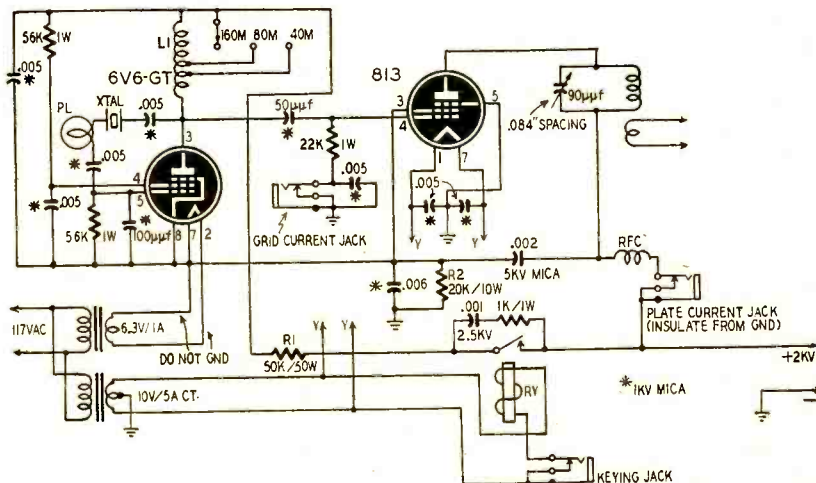 56K
1W
.005
*
L1
160M
80M
40M
6V6-GT
PL
XTAL
.005
*
50µµf
*
3
.005
*
4
5
.005
*
56K
1W
*
100µµf
8
7
2
22K
1W
.005
*
GRID CURRENT JACK
813
3
4
5
1
7
.005
*
*
Y
Y
90µµf
.084" SPACING
.002
5KV MICA
RFC
PLATE CURRENT JACK
(INSULATE FROM GND)
*
.006
R2
20K/10W
.001
2.5KV
1K/1W
117VAC
6.3V/1A
DO NOT GND
R1
50K/50W
Y
Y
+2KV
10V/5A CT.
RY
*1KV MICA
-
KEYING JACK